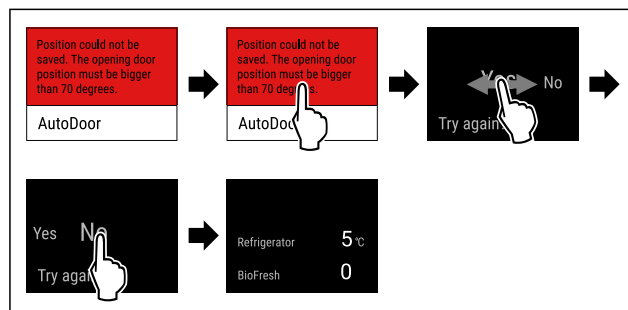 Position could not be
saved. The opening door
position must be bigger
than 70 degrees.
AutoDoor
Position could not be
saved. The opening door
position must be bigger
than 70 degrees.
AutoDoo
Yes No
Try again
Yes No
Try aga
Refrigerator 5 °C
BioFresh 0